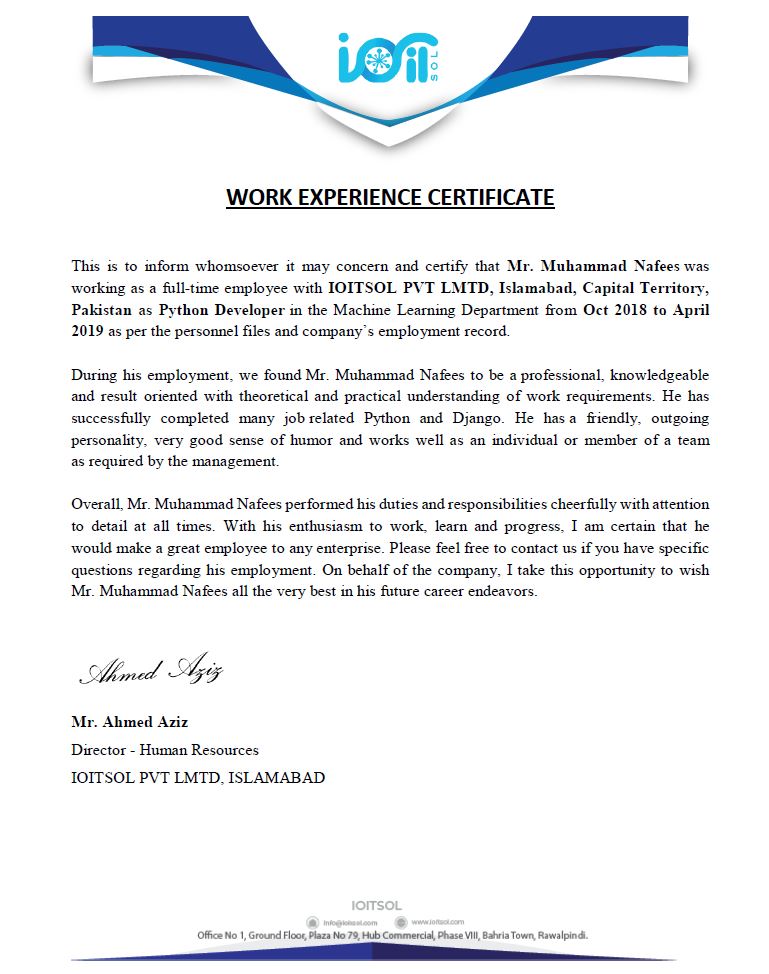 ioit SOL
WORK EXPERIENCE CERTIFICATE
This is to inform whomsoever it may concern and certify that Mr. Muhammad Nafees was
working as a full-time employee with IOITSOL PVT LMTD, Islamabad, Capital Territory,
Pakistan as Python Developer in the Machine Learning Department from Oct 2018 to April
2019 as per the personnel files and company's employment record.
During his employment, we found Mr. Muhammad Nafees to be a professional, knowledgeable
and result oriented with theoretical and practical understanding of work requirements. He has
successfully completed many job related Python and Django. He has a friendly, outgoing
personality, very good sense of humor and works well as an individual or member of a team
as required by the management.
Overall, Mr. Muhammad Nafees performed his duties and responsibilities cheerfully with attention
to detail at all times. With his enthusiasm to work, learn and progress, I am certain that he
would make a great employee to any enterprise. Please feel free to contact us if you have specific
questions regarding his employment. On behalf of the company, I take this opportunity to wish
Mr. Muhammad Nafees all the very best in his future career endeavors.
Ahmed Aziz
Mr. Ahmed Aziz
Director - Human Resources
IOITSOL PVT LMTD, ISLAMABAD
IOITSOL
info@ioitsol.com www.ioitsol.com
Office No 1, Ground Floor, Plaza No 79, Hub Commercial, Phase VIII, Bahria Town, Rawalpindi.